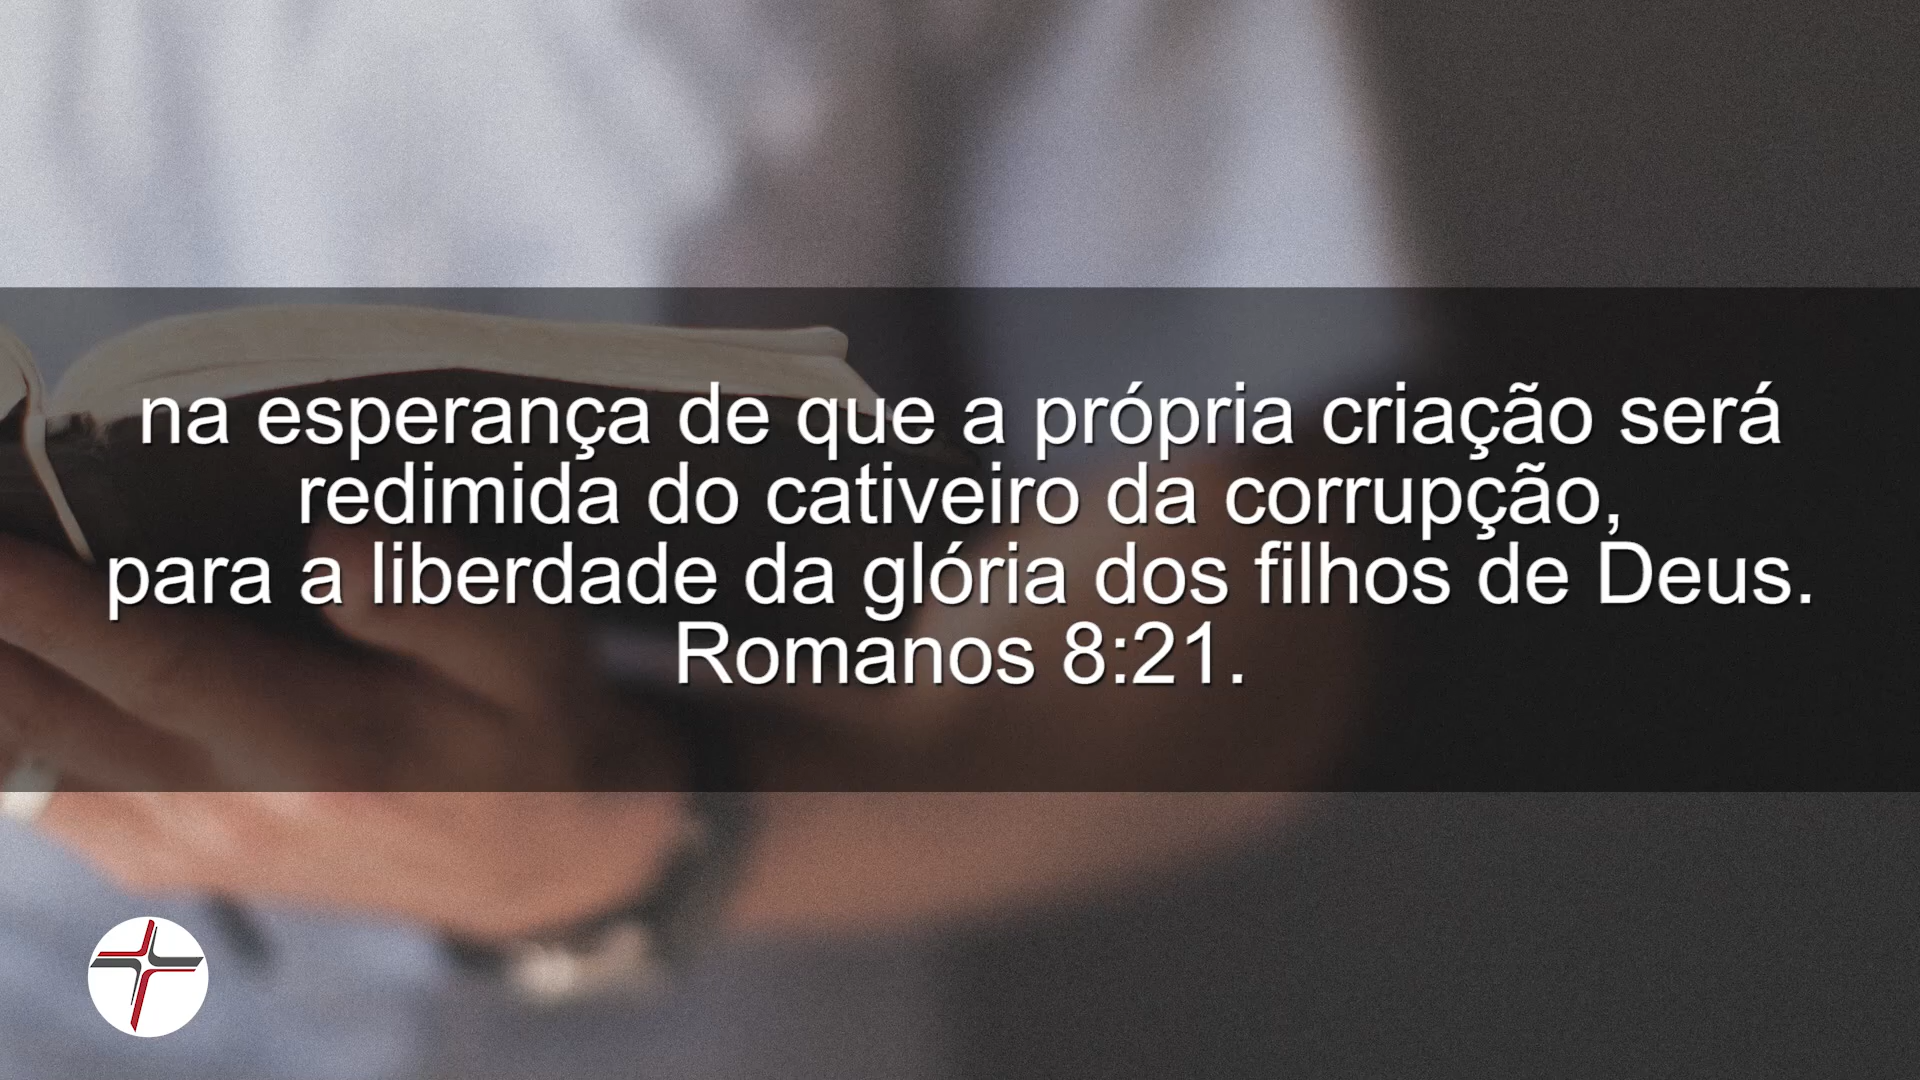 na esperança de que a própria criação será
redimida do cativeiro da corrupção,
para a liberdade da glória dos filhos de Deus.
Romanos 8:21.